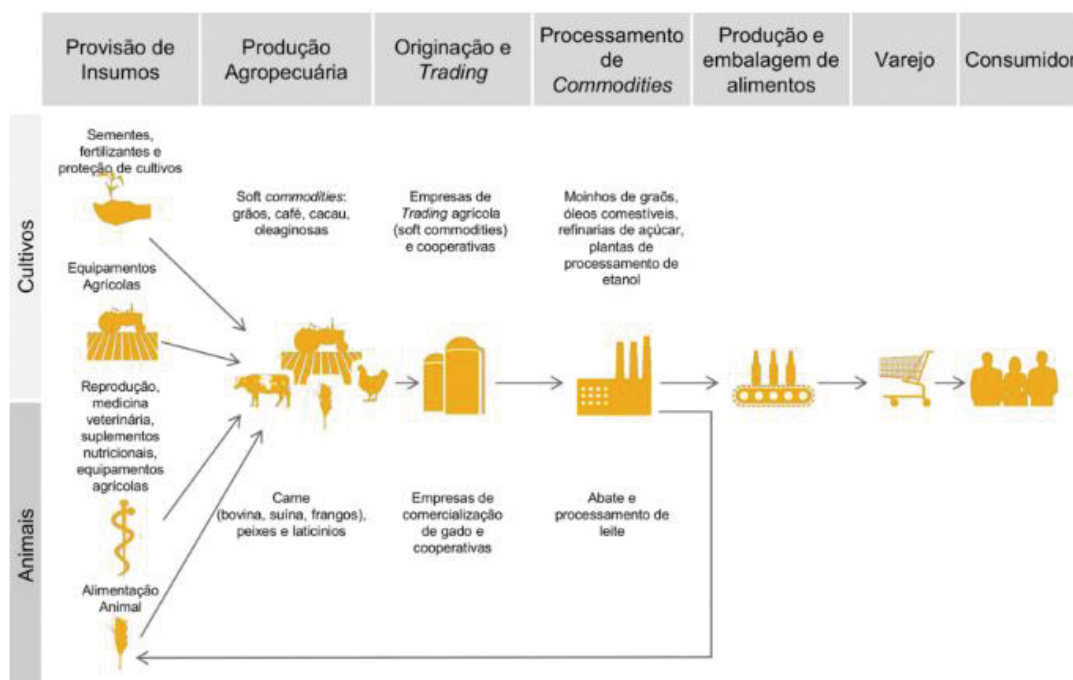 Provisão de
Insumos
Produção
Agropecuária
Originação e
Trading
Processamento
de
Commodities
Produção e
embalagem de
alimentos
Varejo
Consumidor
Cultivos
Sementes,
fertilizantes e
proteção de cultivos
Soft commodities:
grãos, café, cacau,
oleaginosas
Empresas de
Trading agrícola
(soft commodities)
e cooperativas
Moinhos de graõs,
óleos comestíveis,
refinarias de açúcar,
plantas de
processamento de
etanol
Equipamentos
Agrícolas
Animais
Reprodução,
medicina
veterinária,
suplementos
nutricionais,
equipamentos
agrícolas
Carne
(bovina, suína, frangos),
peixes e laticinios
Empresas de
comercialização
de gado e
cooperativas
Abate e
processamento de
leite
Alimentação
Animal